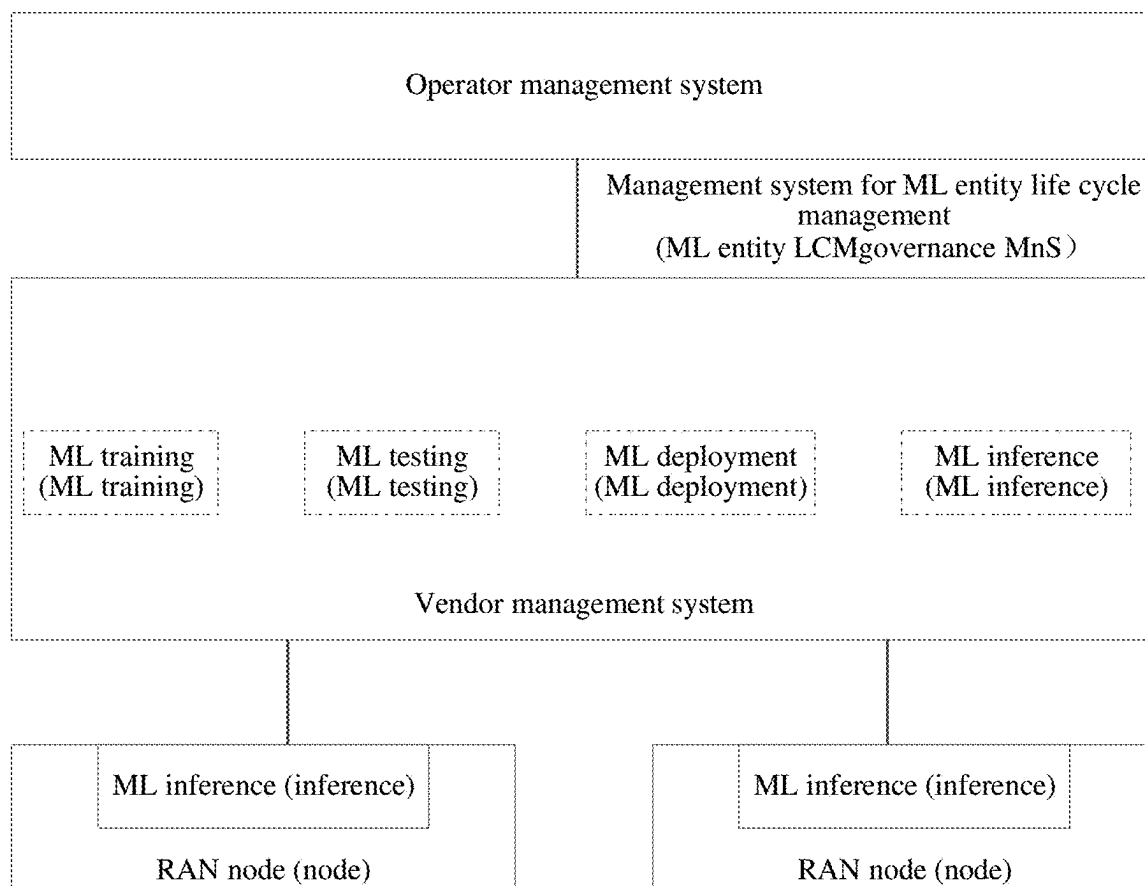 Operator management system
Management system for ML entity life cycle
management
(ML entity LCMgovernance MnS）
ML training
(ML training)
ML testing
(ML testing)
ML deployment
(ML deployment)
ML inference
(ML inference)
Vendor management system
ML inference (inference)
RAN node (node)
ML inference (inference)
RAN node (node)